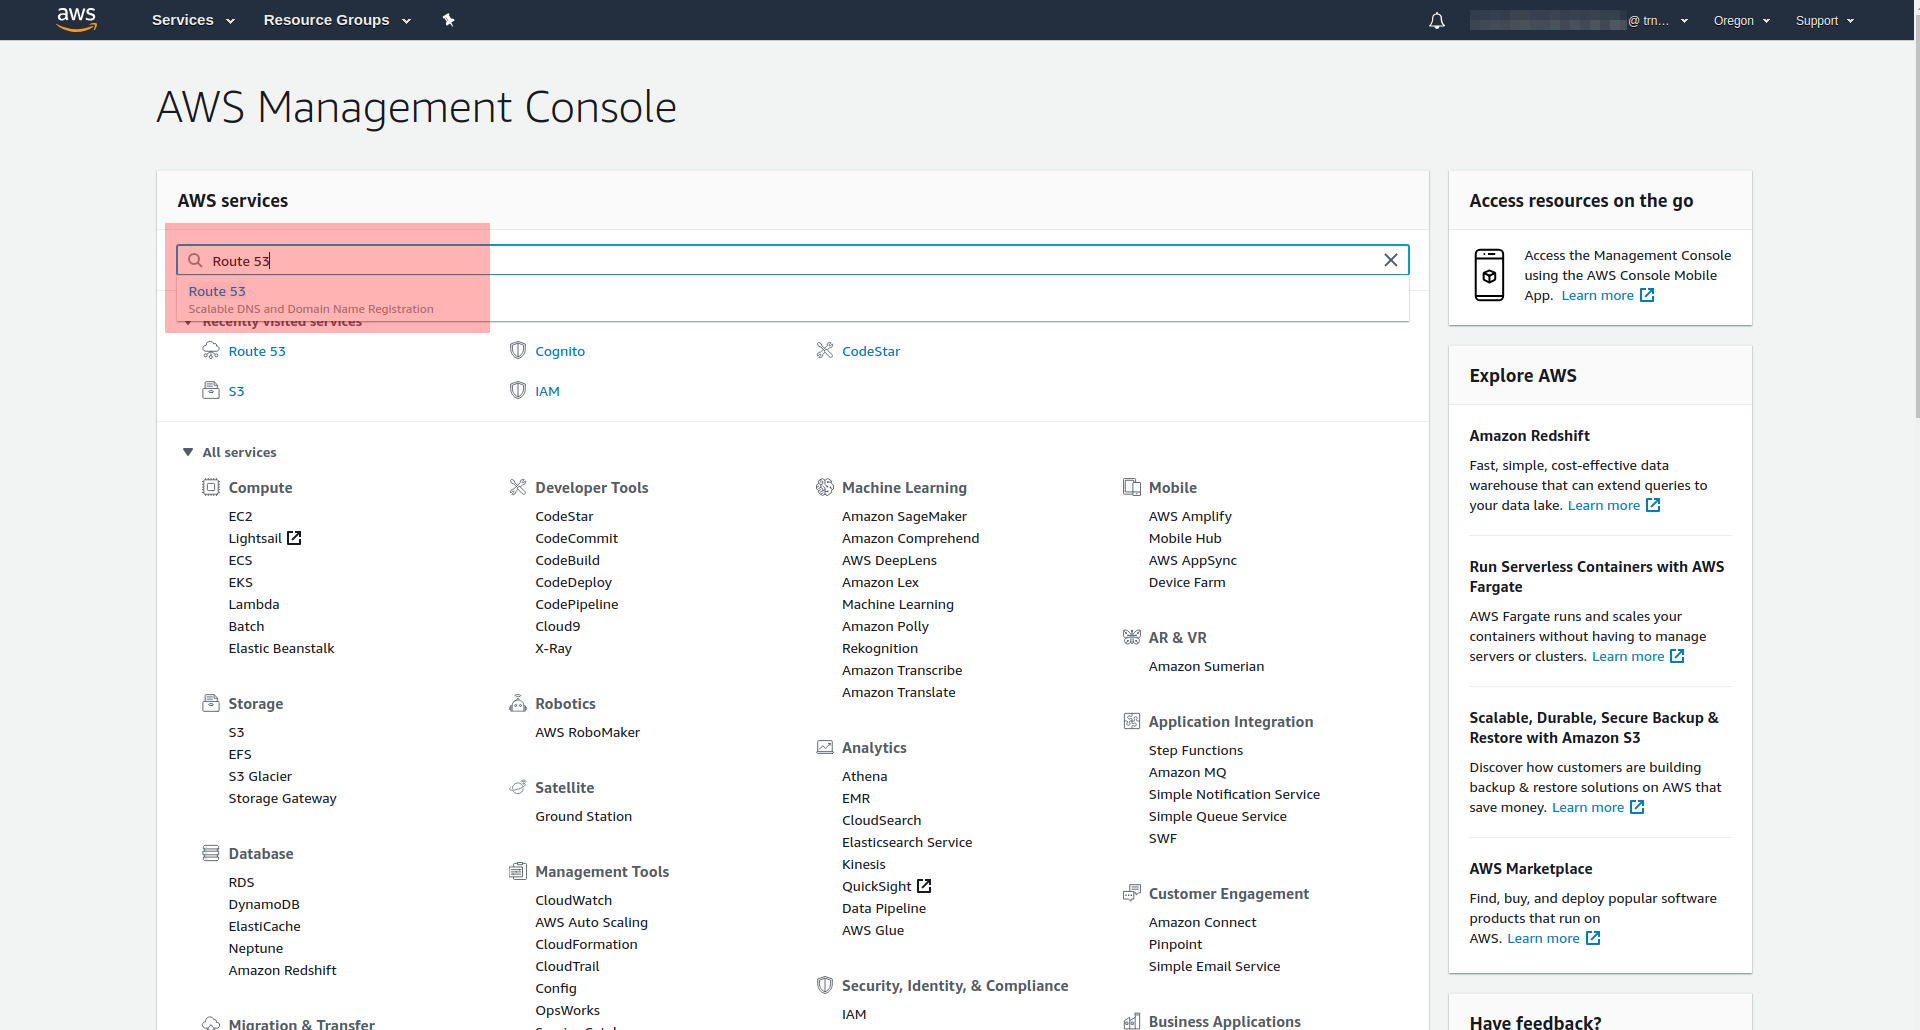 aws Services Resource Groups @ trn... Oregon Support
AWS Management Console
AWS services
Route 53
Route 53
Scalable DNS and Domain Name Registration
Recently visited services
Route 53 Cognito CodeStar
S3 IAM
All services
Compute
EC2
Lightsail
ECS
EKS
Lambda
Batch
Elastic Beanstalk
Storage
S3
EFS
S3 Glacier
Storage Gateway
Database
RDS
DynamoDB
ElastiCache
Neptune
Amazon Redshift
Migration & Transfer
Developer Tools
CodeStar
CodeCommit
CodeBuild
CodeDeploy
CodePipeline
Cloud9
X-Ray
Robotics
AWS RoboMaker
Satellite
Ground Station
Management Tools
CloudWatch
AWS Auto Scaling
CloudFormation
CloudTrail
Config
OpsWorks
Machine Learning
Amazon SageMaker
Amazon Comprehend
AWS DeepLens
Amazon Lex
Machine Learning
Amazon Polly
Rekognition
Amazon Transcribe
Amazon Translate
Analytics
Athena
EMR
CloudSearch
Elasticsearch Service
Kinesis
QuickSight
Data Pipeline
AWS Glue
Security, Identity, & Compliance
IAM
Mobile
AWS Amplify
Mobile Hub
AWS AppSync
Device Farm
AR & VR
Amazon Sumerian
Application Integration
Step Functions
Amazon MQ
Simple Notification Service
Simple Queue Service
SWF
Customer Engagement
Amazon Connect
Pinpoint
Simple Email Service
Business Applications
Access resources on the go
Access the Management Console
using the AWS Console Mobile
App. Learn more
Explore AWS
Amazon Redshift
Fast, simple, cost-effective data
warehouse that can extend queries to
your data lake. Learn more
Run Serverless Containers with AWS
Fargate
AWS Fargate runs and scales your
containers without having to manage
servers or clusters. Learn more
Scalable, Durable, Secure Backup &
Restore with Amazon S3
Discover how customers are building
backup & restore solutions on AWS that
save money. Learn more
AWS Marketplace
Find, buy, and deploy popular software
products that run on
AWS. Learn more
Have feedback?